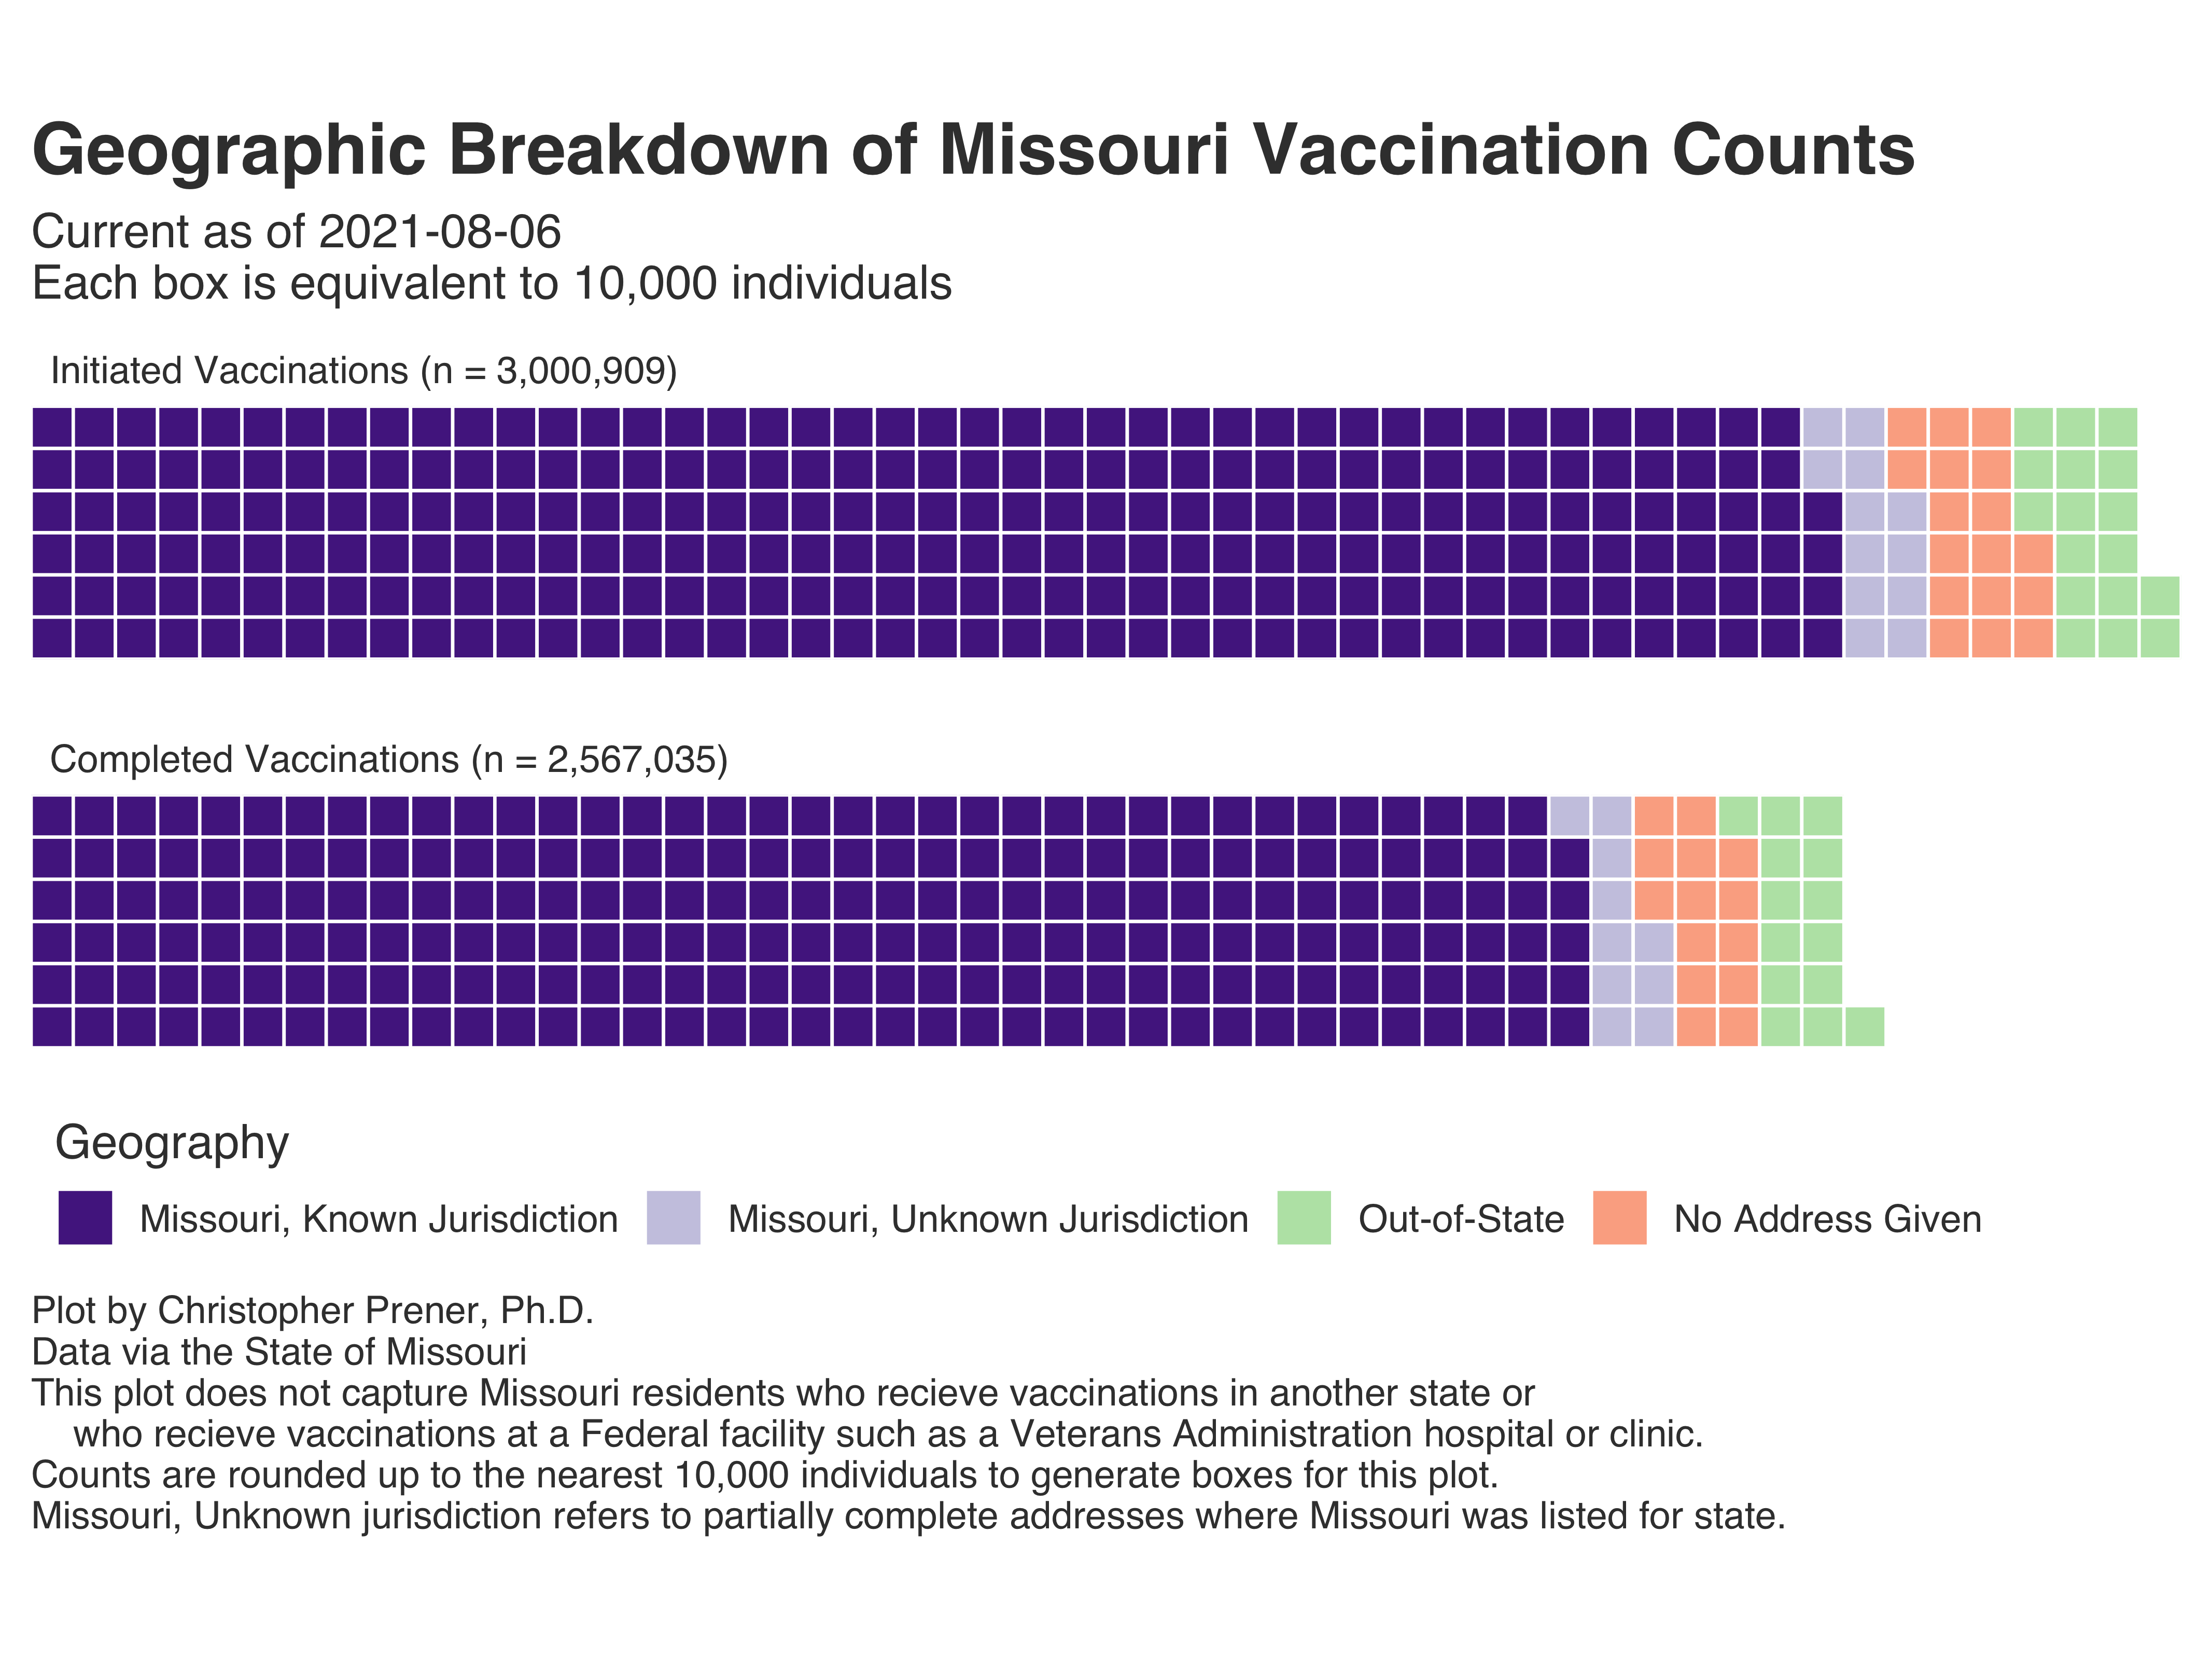 Geographic Breakdown of Missouri Vaccination Counts
Current as of 2021-08-06
Each box is equivalent to 10,000 individuals
Initiated Vaccinations (n = 3,000,909)
Completed Vaccinations (n = 2,567,035)
Geography
Missouri, Known Jurisdiction Missouri, Unknown Jurisdiction Out-of-State No Address Given
Plot by Christopher Prener, Ph.D.
Data via the State of Missouri
This plot does not capture Missouri residents who recieve vaccinations in another state or
who recieve vaccinations at a Federal facility such as a Veterans Administration hospital or clinic.
Counts are rounded up to the nearest 10,000 individuals to generate boxes for this plot.
Missouri, Unknown jurisdiction refers to partially complete addresses where Missouri was listed for state.